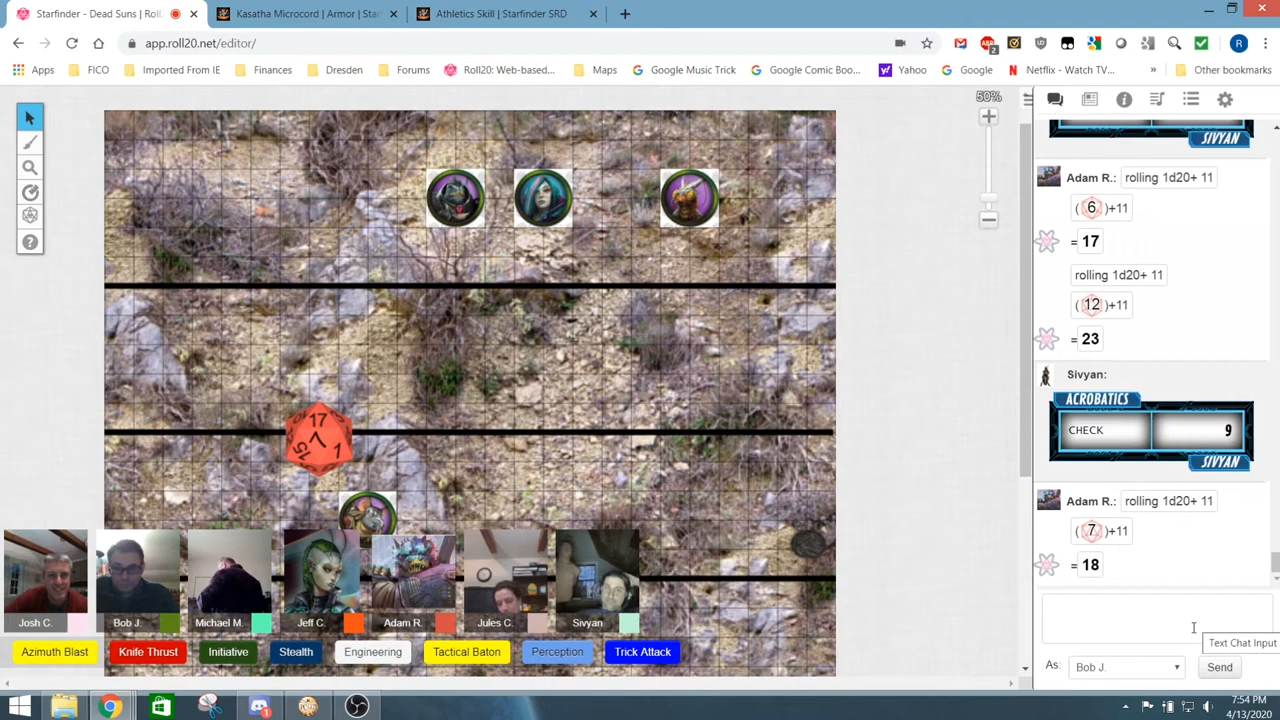 Starfinder - Dead Suns | Roll
Kasatha Microcord | Armor | Star
Athletics Skill | Starfinder SRD
app.roll20.net/editor/
Apps
FICO
Imported From IE
Finances
Dresden
Forums
Roll20: Web-based...
Maps
Google Music Trick
Google Comic Boo...
Yahoo
Google
Netflix - Watch TV...
»
Other bookmarks
50%
SIVYAN
Adam R.: rolling 1d20+ 11
(6)+11
=17
rolling 1d20+ 11
(12)+11
=23
Sivyan:
ACROBATICS
CHECK 9
SIVYAN
Adam R.: rolling 1d20+ 11
(7)+11
=18
17
7
1
15
Josh C.
Bob J.
Michael M.
Jeff C.
Adam R.
Jules C.
Sivyan
Azimuth Blast
Knife Thrust
Initiative
Stealth
Engineering
Tactical Baton
Perception
Trick Attack
Text Chat Input
As: Bob J.
Send
7:54 PM
4/13/2020